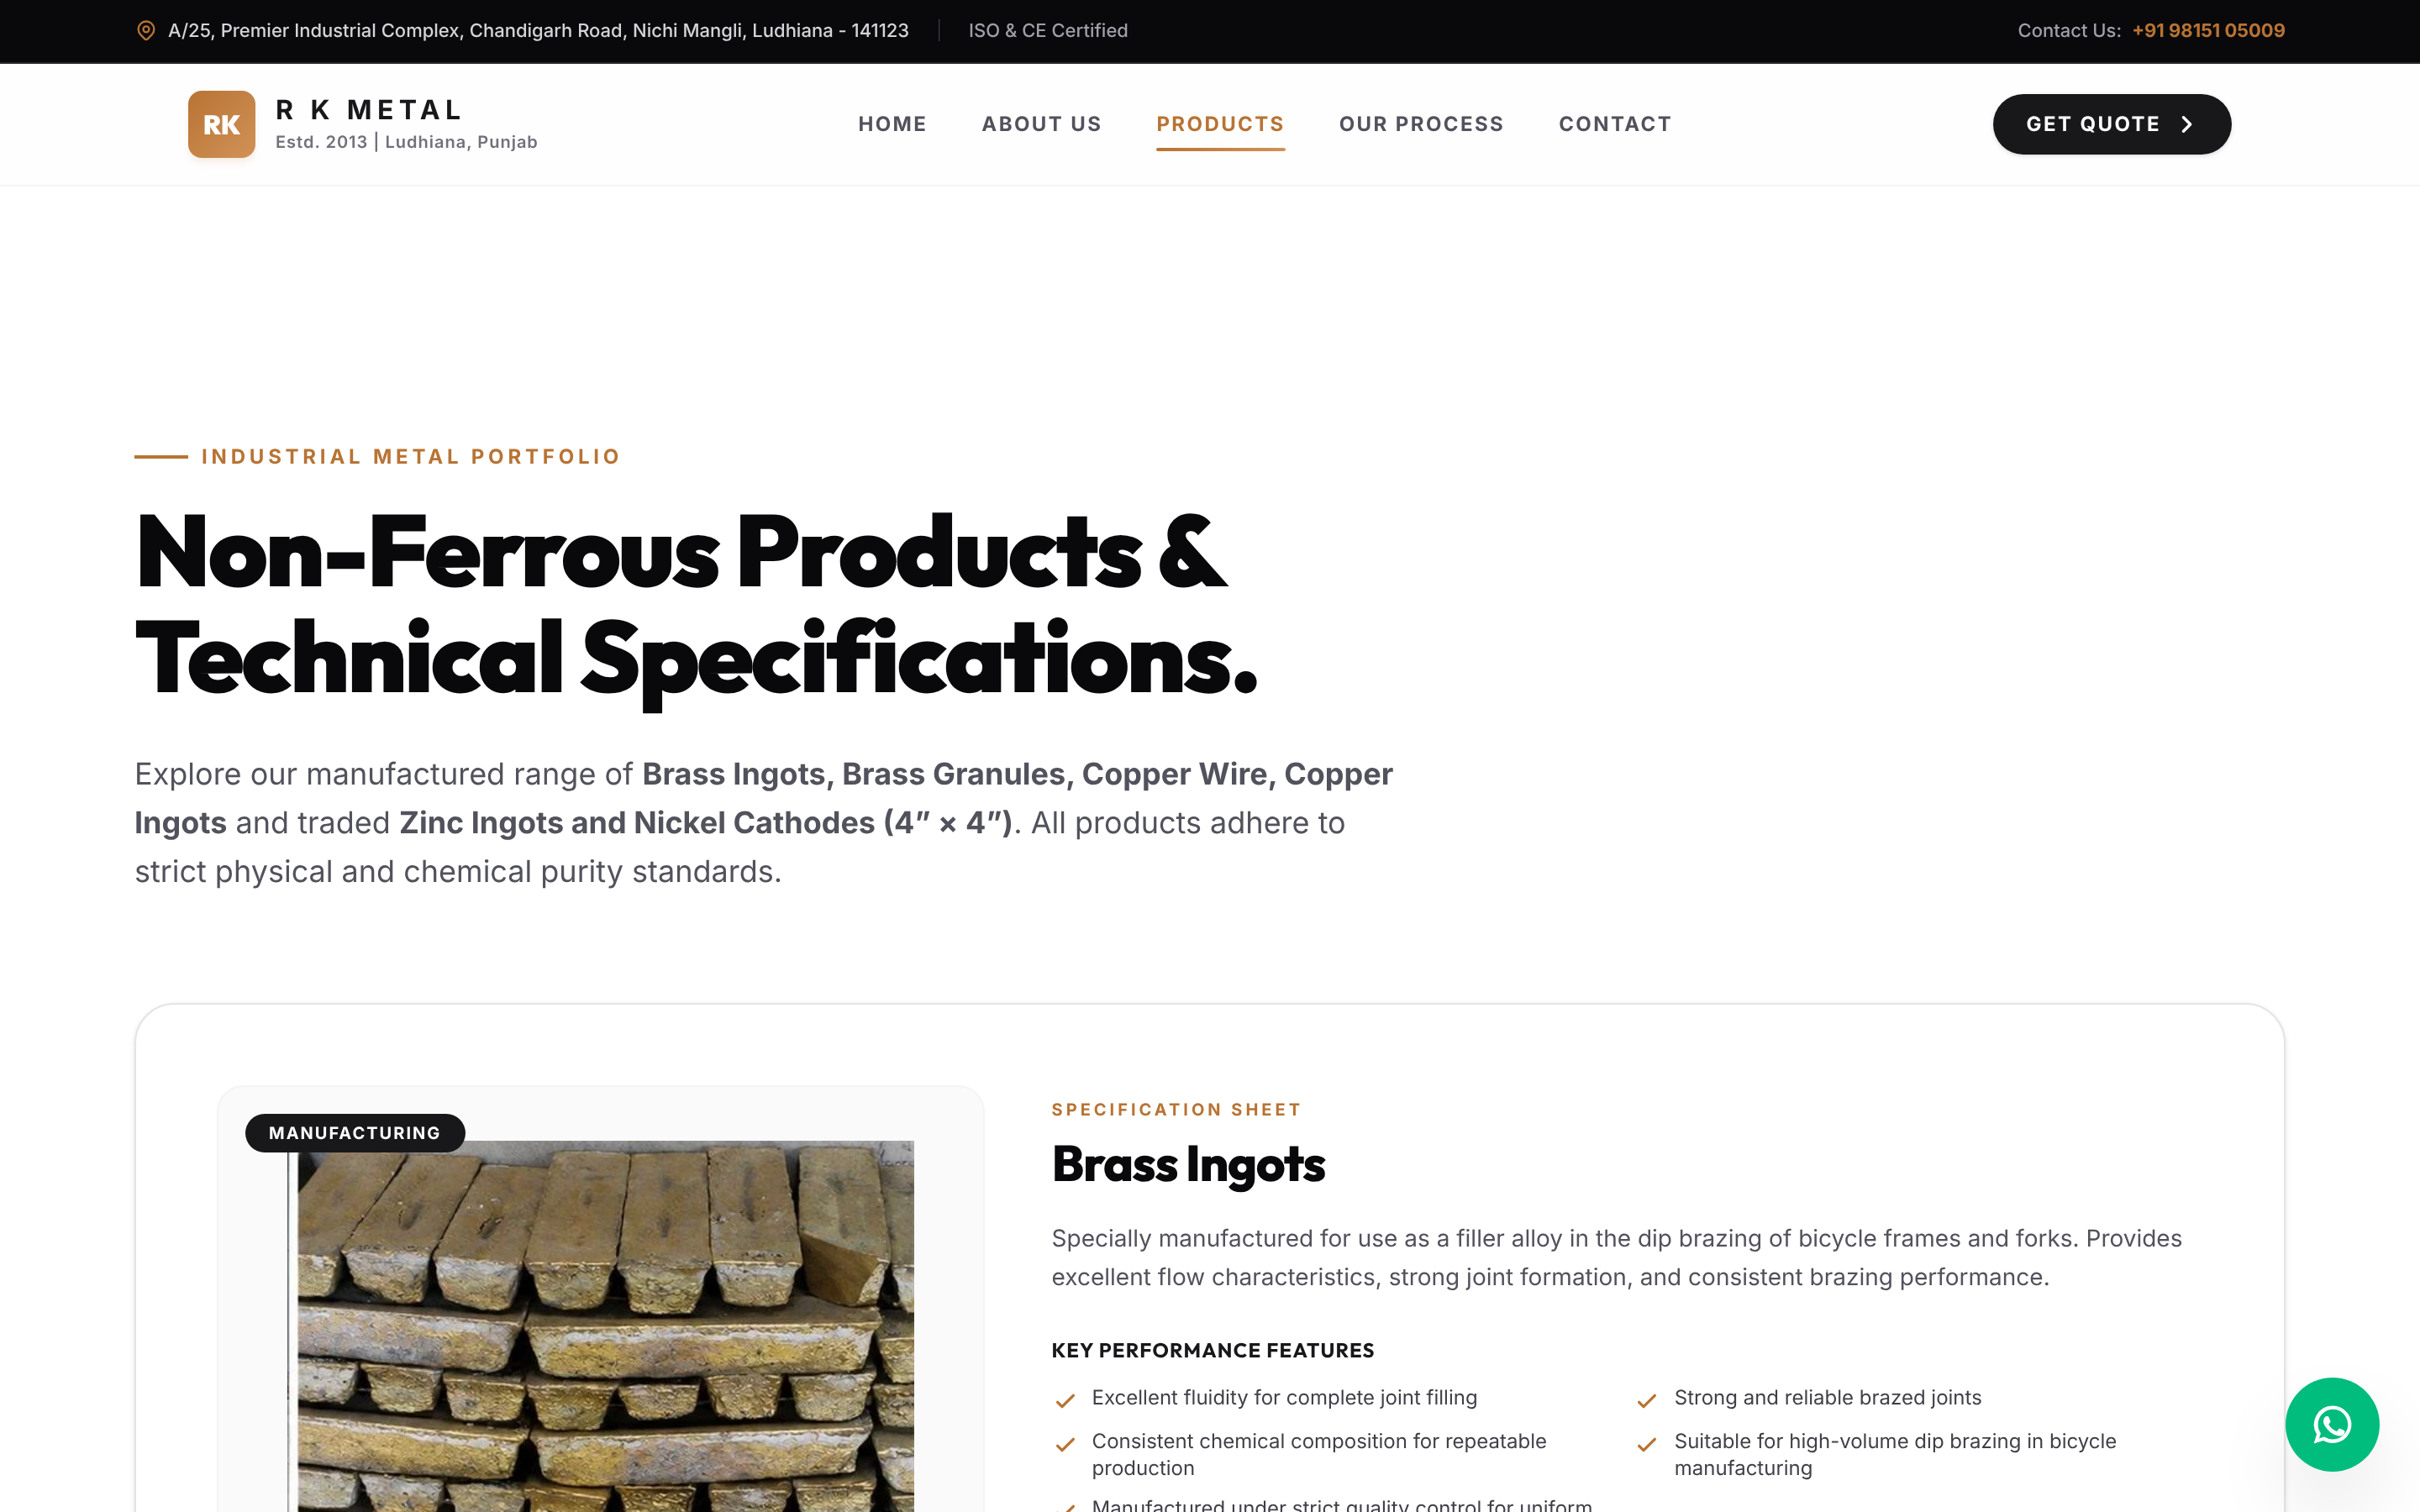 A/25, Premier Industrial Complex, Chandigarh Road, Nichi Mangli, Ludhiana - 141123
ISO & CE Certified
Contact Us: +91 98151 05009
RK
R K METAL
Estd. 2013 | Ludhiana, Punjab
HOME
ABOUT US
PRODUCTS
OUR PROCESS
CONTACT
GET QUOTE
INDUSTRIAL METAL PORTFOLIO
Non-Ferrous Products &
Technical Specifications.
Explore our manufactured range of Brass Ingots, Brass Granules, Copper Wire, Copper
Ingots and traded Zinc Ingots and Nickel Cathodes (4″ × 4″). All products adhere to
strict physical and chemical purity standards.
MANUFACTURING
SPECIFICATION SHEET
Brass Ingots
Specially manufactured for use as a filler alloy in the dip brazing of bicycle frames and forks. Provides
excellent flow characteristics, strong joint formation, and consistent brazing performance.
KEY PERFORMANCE FEATURES
Excellent fluidity for complete joint filling
Strong and reliable brazed joints
Consistent chemical composition for repeatable
production
Suitable for high-volume dip brazing in bicycle
manufacturing
Manufactured under strict quality control for uniform